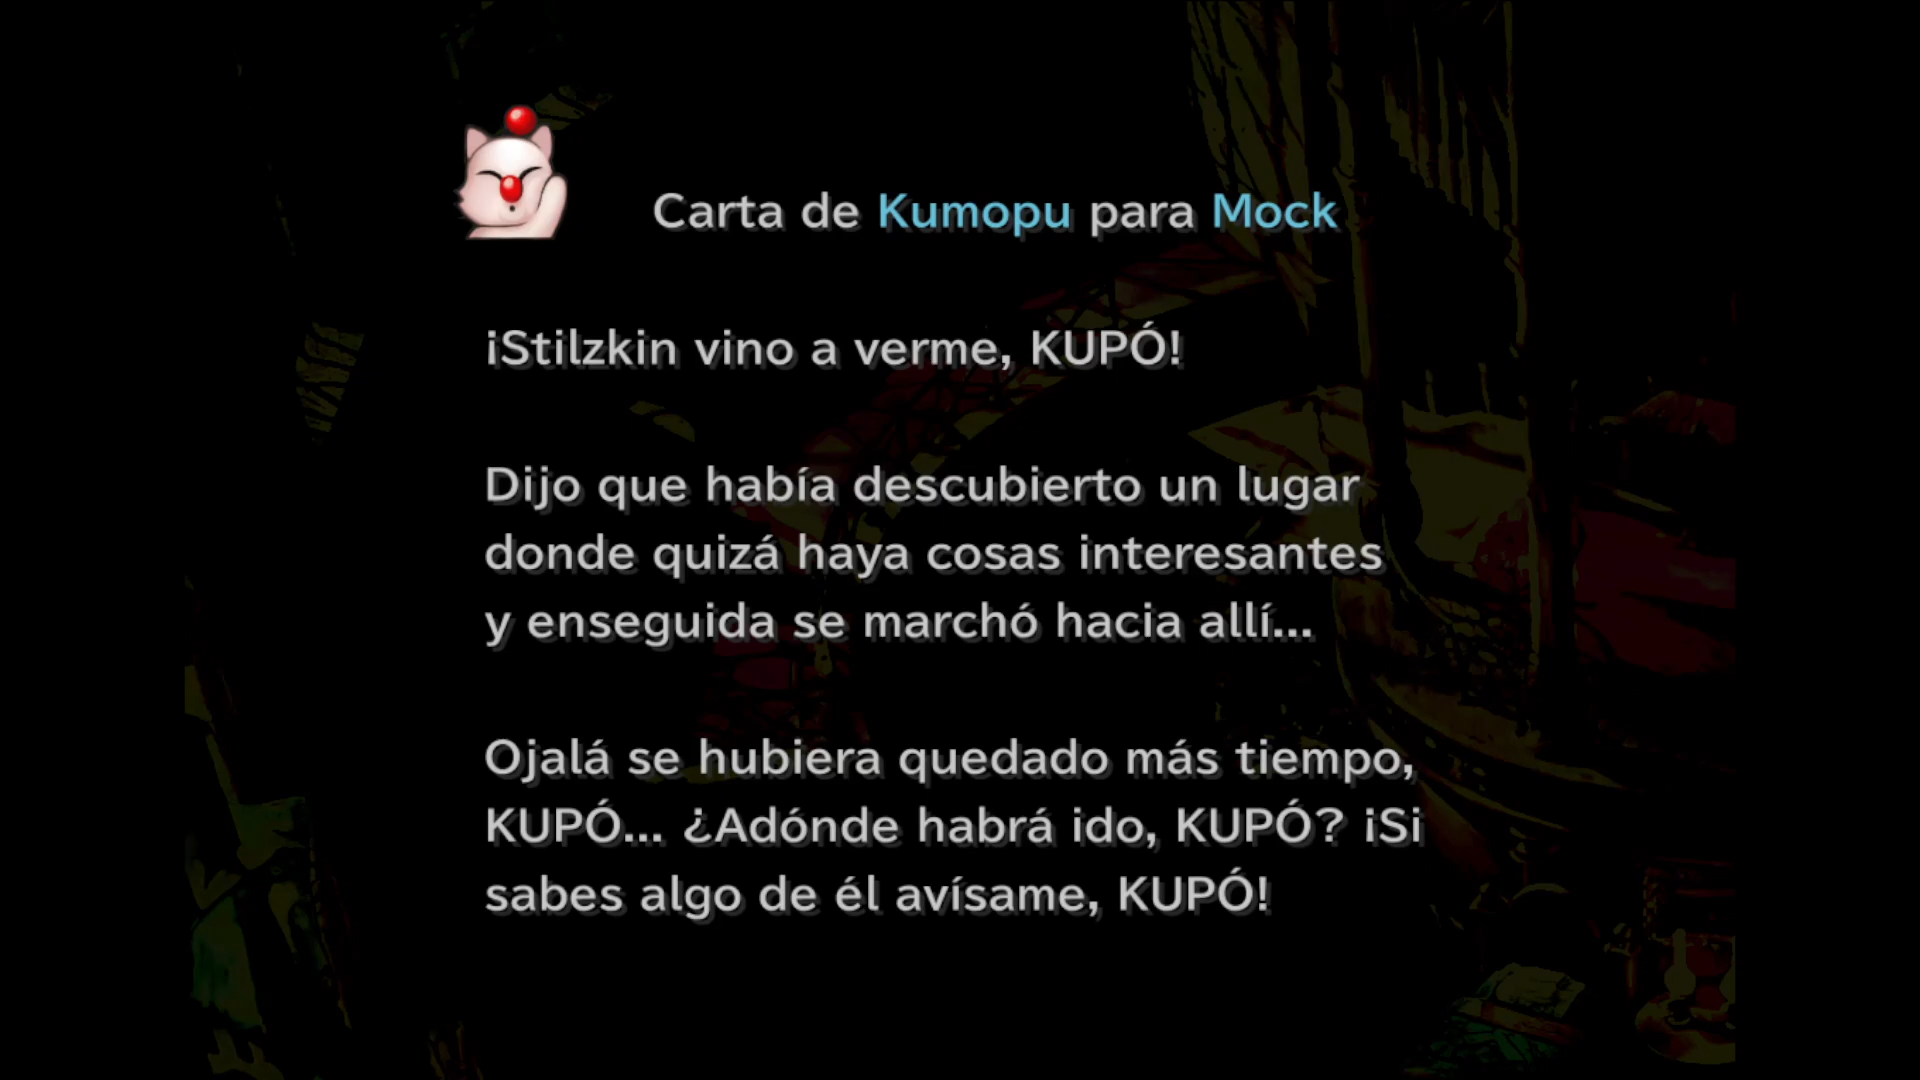 Carta de Kumopu para Mock
¡Stilzkin vino a verme, KUPÓ!
Dijo que había descubierto un lugar
donde quizá haya cosas interesantes
y enseguida se marchó hacia allí...
Ojalá se hubiera quedado más tiempo,
KUPÓ... ¿Adónde habrá ido, KUPÓ? ¡Si
sabes algo de él avísame, KUPÓ!